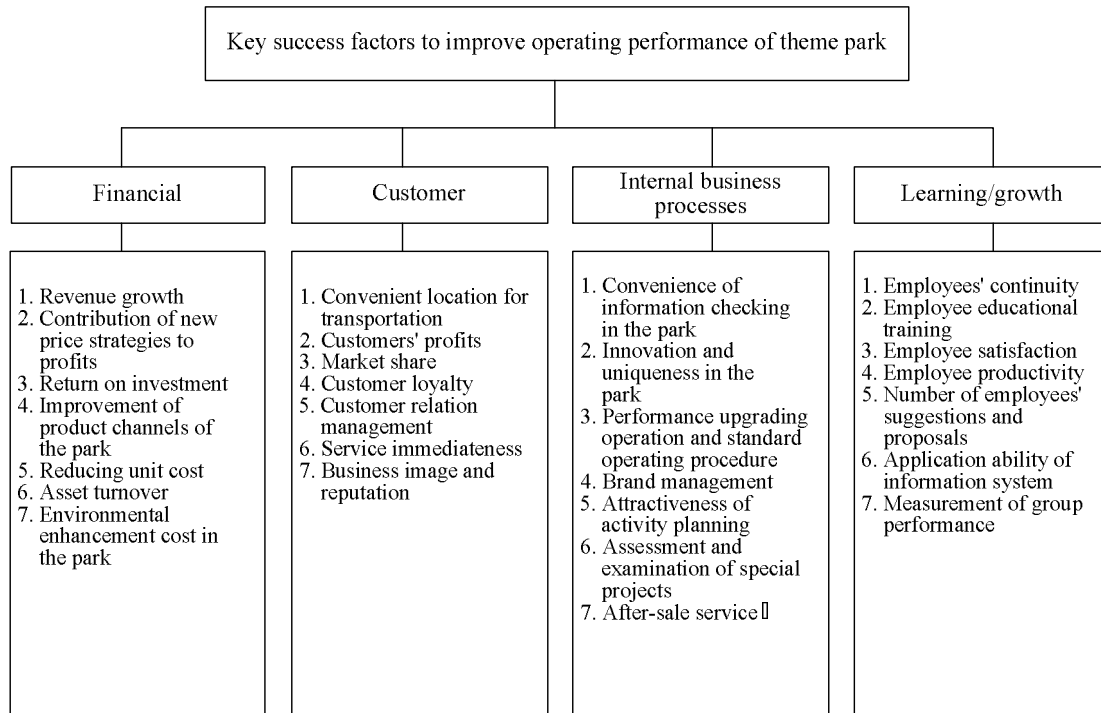 Key success factors to improve operating performance of theme park
Financial
Customer
Internal business
processes
Learning/growth
1. Revenue growth
2. Contribution of new
price strategies to
profits
3. Return on investment
4. Improvement of
product channels of
the park
5. Reducing unit cost
6. Asset turnover
7. Environmental
enhancement cost in
the park
1. Convenient location for
transportation
2. Customers' profits
3. Market share
4. Customer loyalty
5. Customer relation
management
6. Service immediateness
7. Business image and
reputation
1. Convenience of
information checking
in the park
2. Innovation and
uniqueness in the
park
3. Performance upgrading
operation and standard
operating procedure
4. Brand management
5. Attractiveness of
activity planning
6. Assessment and
examination of special
projects
7. After-sale service
1. Employees' continuity
2. Employee educational
training
3. Employee satisfaction
4. Employee productivity
5. Number of employees'
suggestions and
proposals
6. Application ability of
information system
7. Measurement of group
performance